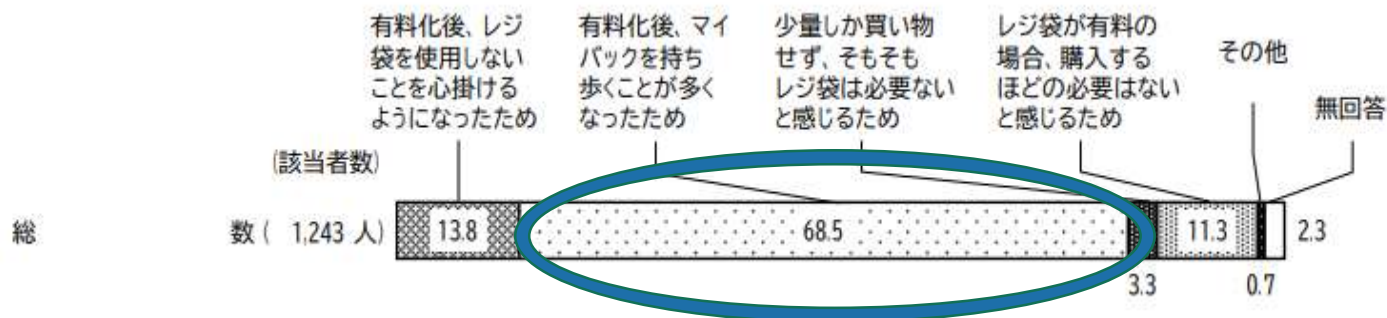 有料化後、レジ
袋を使用しない
ことを心掛ける
ようになったため
有料化後、マイ
バックを持ち
歩くことが多く
なったため
少量しか買い物
せず、そもそも
レジ袋は必要ない
と感じるため
レジ袋が有料の
場合、購入する
ほどの必要はない
と感じるため
その他
無回答
(該当者数)
総 数 ( 1,243 人)
13.8
68.5
3.3
11.3
0.7
2.3